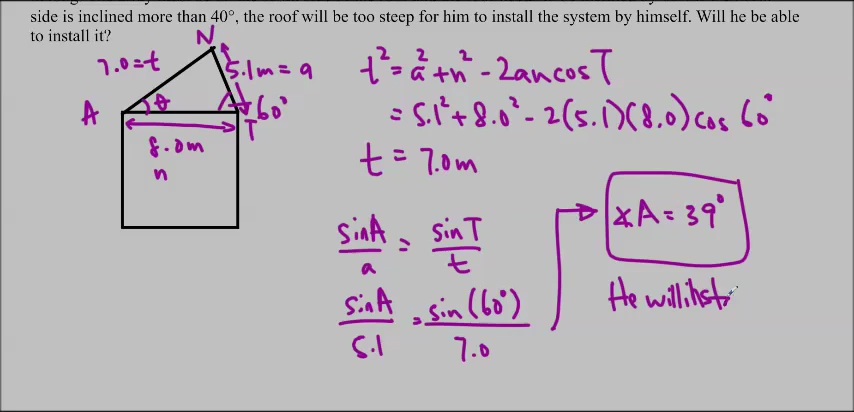 side is inclined more than 40°, the roof will be too steep for him to install the system by himself. Will he be able
to install it?
N
7.0=t
5.1m = a
A
θ
60°
T
8.0m
n
t² = a² + n² - 2ancosT
= 5.1² + 8.0² - 2(5.1)(8.0) cos 60°
t = 7.0m
sinA/a = sinT/t
sinA/5.1 = sin(60°)/7.0
∡A = 39°
He will inst